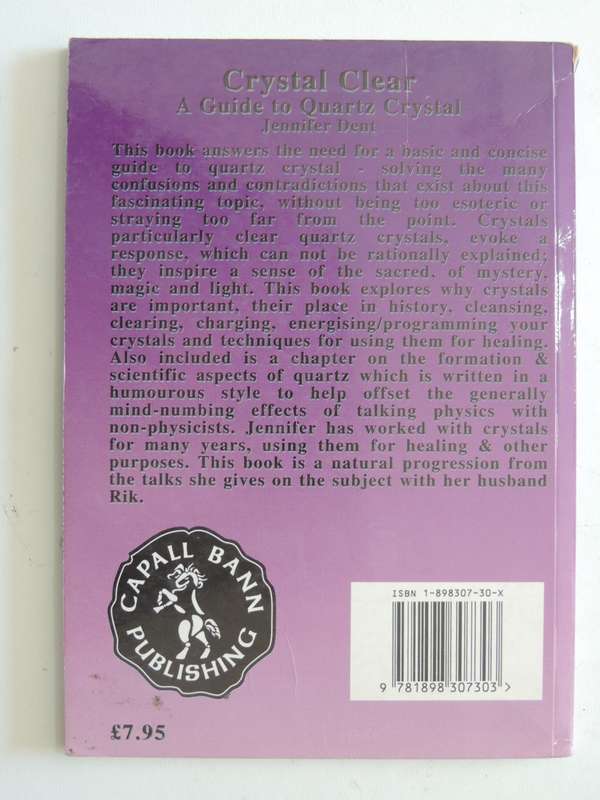 Crystal Clear
A Guide to Quartz Crystal
Jennifer Dent
This book answers the need for a basic and concise
guide to quartz crystal - solving the many
confusions and contradictions that exist about this
fascinating topic, without being too esoteric or
straying too far from the point. Crystals
particularly clear quartz crystals, evoke a
response, which can not be rationally explained;
they inspire a sense of the sacred, of mystery,
magic and light. This book explores why crystals
are important, their place in history, cleansing,
clearing, charging, energising/programming your
crystals and techniques for using them for healing.
Also included is a chapter on the formation &
scientific aspects of quartz which is written in a
humourous style to help offset the generally
mind-numbing effects of talking physics with
non-physicists. Jennifer has worked with crystals
for many years, using them for healing & other
purposes. This book is a natural progression from
the talks she gives on the subject with her husband
Rik.
CAPALL BANN
PUBLISHING
ISBN 1-898307-30-X
9 781898 307303 >
£7.95